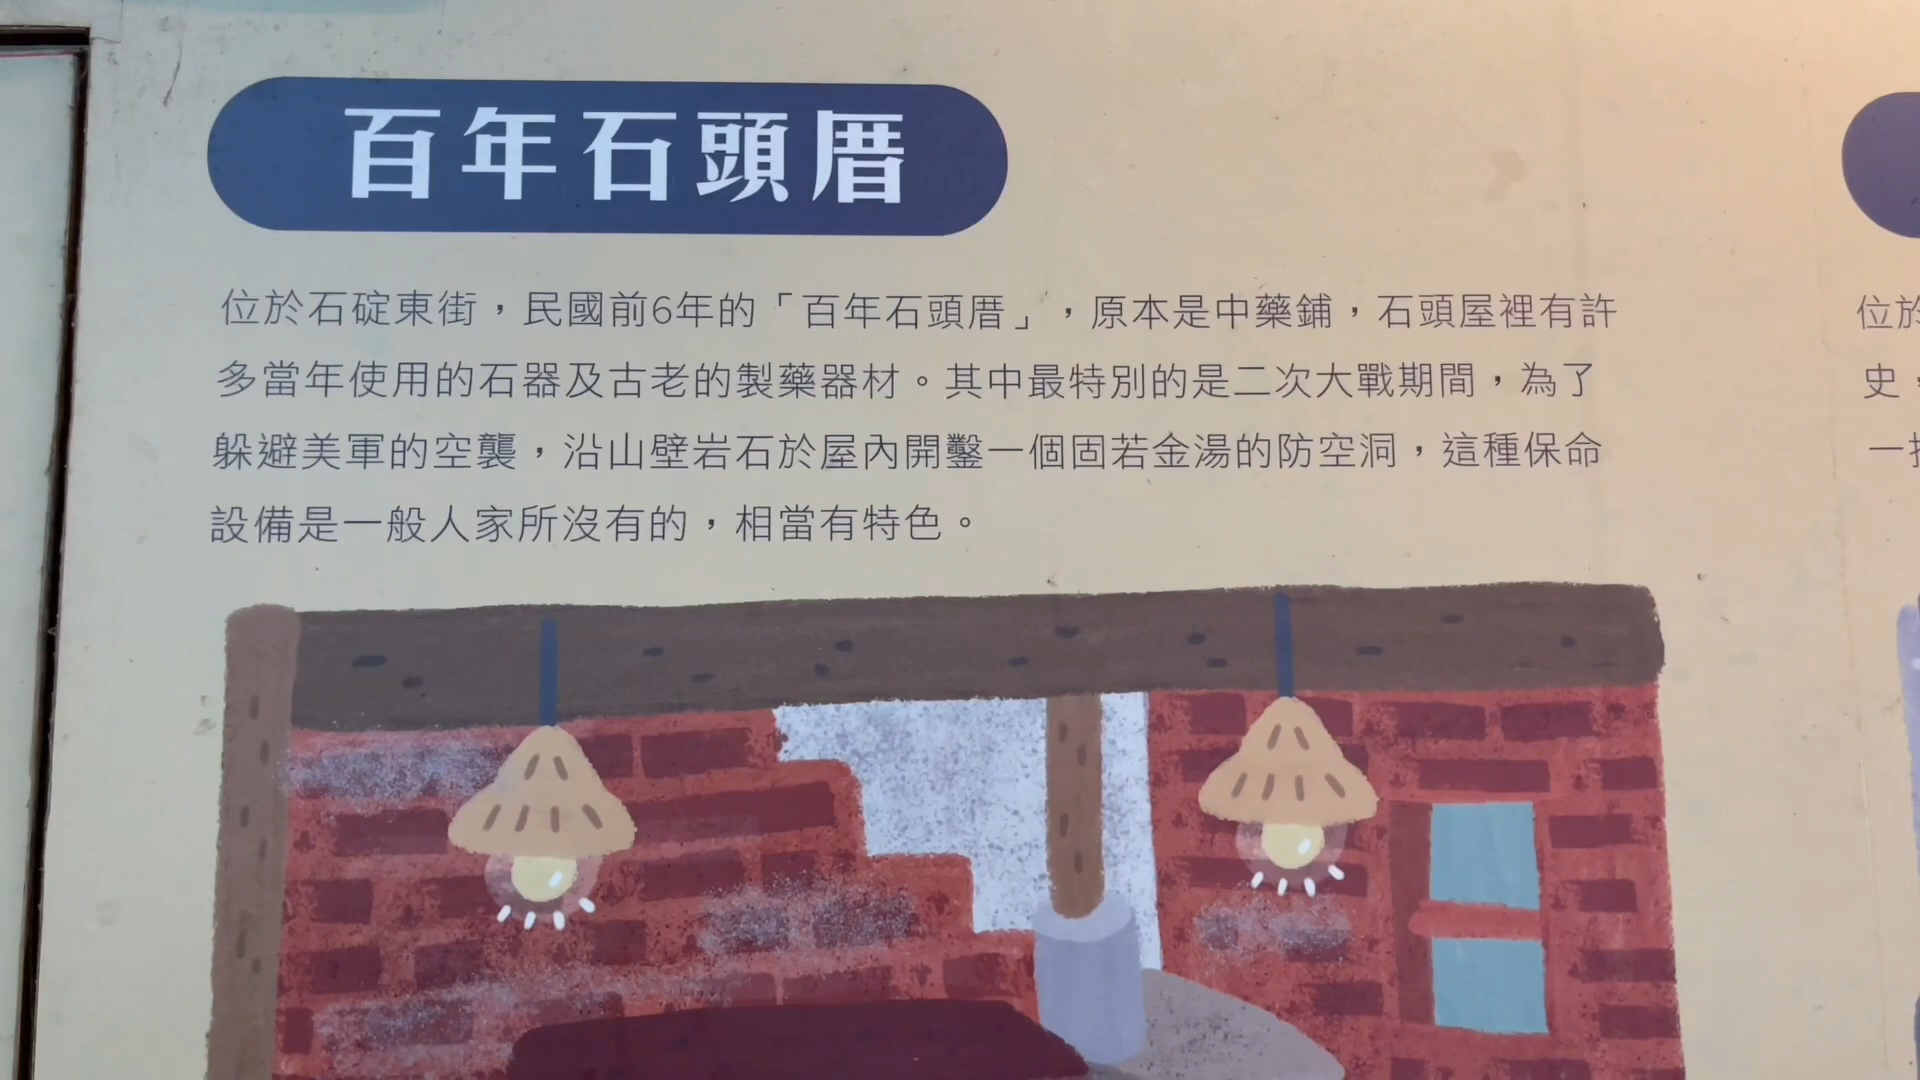 百年石頭厝
位於石碇東街，民國前6年的「百年石頭厝」，原本是中藥鋪，石頭屋裡有許
多當年使用的石器及古老的製藥器材。其中最特別的是二次大戰期間，為了
躲避美軍的空襲，沿山壁岩石於屋內開鑿一個固若金湯的防空洞，這種保命
設備是一般人家所沒有的，相當有特色。
位於
史，
一